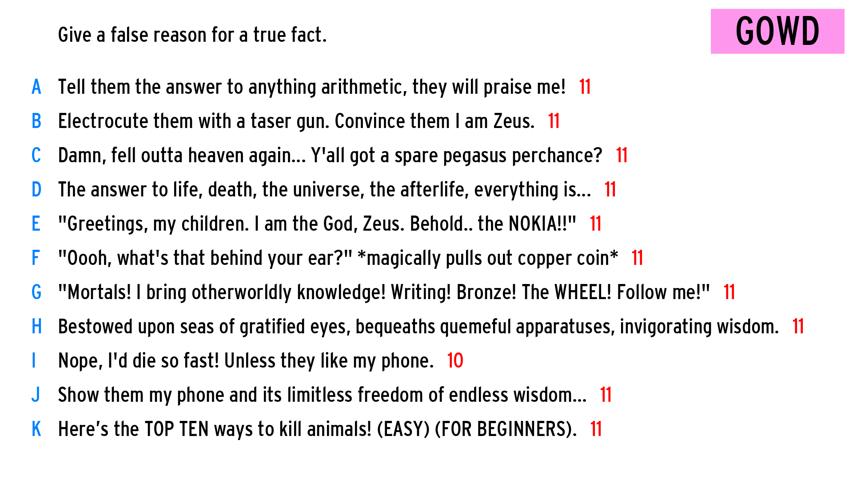 Give a false reason for a true fact.
GOWD
A Tell them the answer to anything arithmetic, they will praise me! 11
B Electrocute them with a taser gun. Convince them I am Zeus. 11
C Damn, fell outta heaven again... Y'all got a spare pegasus perchance? 11
D The answer to life, death, the universe, the afterlife, everything is... 11
E "Greetings, my children. I am the God, Zeus. Behold.. the NOKIA!!" 11
F "Oooh, what's that behind your ear?" *magically pulls out copper coin* 11
G "Mortals! I bring otherworldly knowledge! Writing! Bronze! The WHEEL! Follow me!" 11
H Bestowed upon seas of gratified eyes, bequeaths quemeful apparatuses, invigorating wisdom. 11
I Nope, I'd die so fast! Unless they like my phone. 10
J Show them my phone and its limitless freedom of endless wisdom... 11
K Here’s the TOP TEN ways to kill animals! (EASY) (FOR BEGINNERS). 11